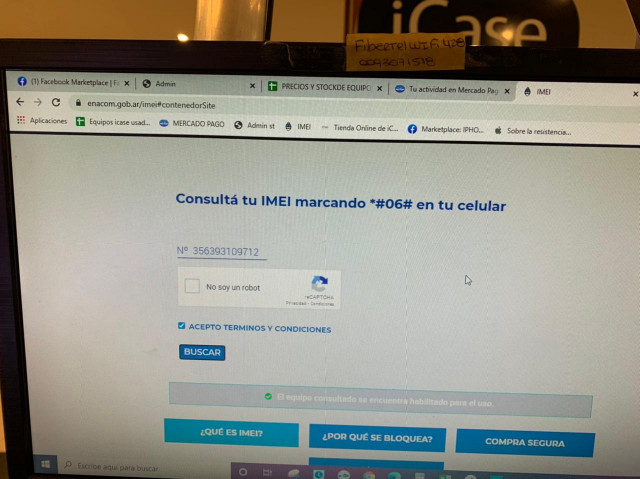 iCase
Fibertel WiFi 428
0043071518
(1) Facebook Marketplace | Fa
Admin
PRECIOS Y STOCKDE EQUIPO
Tu actividad en Mercado Pag
IMEI
enacom.gob.ar/imei#contenedorSite
Aplicaciones
Equipos icase usad...
MERCADO PAGO
Admin st
IMEI
Tienda Online de iC...
Marketplace: IPHO...
Sobre la resistencia...
Consultá tu IMEI marcando *#06# en tu celular
Nº 356393109712
No soy un robot
reCAPTCHA
Privacidad - Condiciones
ACEPTO TERMINOS Y CONDICIONES
BUSCAR
El equipo consultado se encuentra habilitado para el uso.
¿QUÉ ES IMEI?
¿POR QUÉ SE BLOQUEA?
COMPRA SEGURA
Escribe aquí para buscar